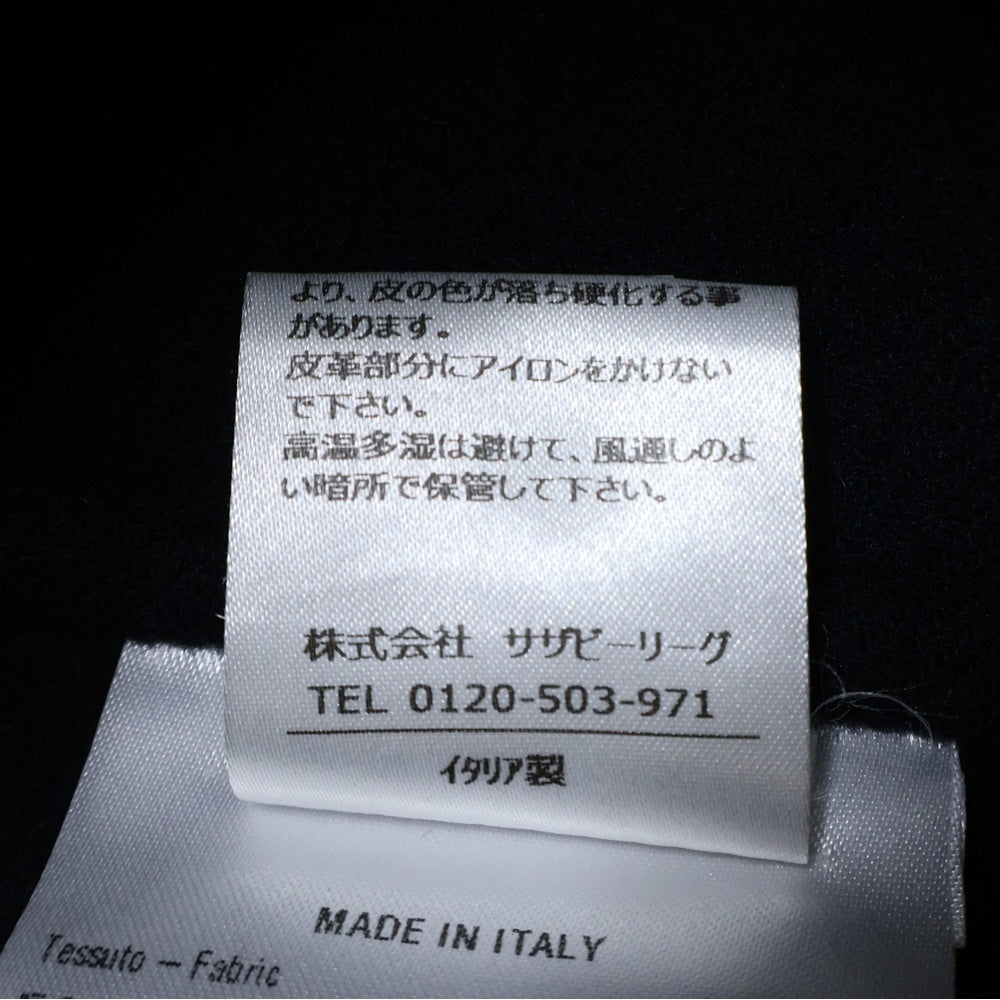 より、皮の色が落ち硬化する事
があります。
皮革部分にアイロンをかけない
で下さい。
高温多湿は避けて、風通しのよ
い暗所で保管して下さい。
株式会社 サザビーリーグ
TEL 0120-503-971
イタリア製
MADE IN ITALY
Tessuto – Fabric